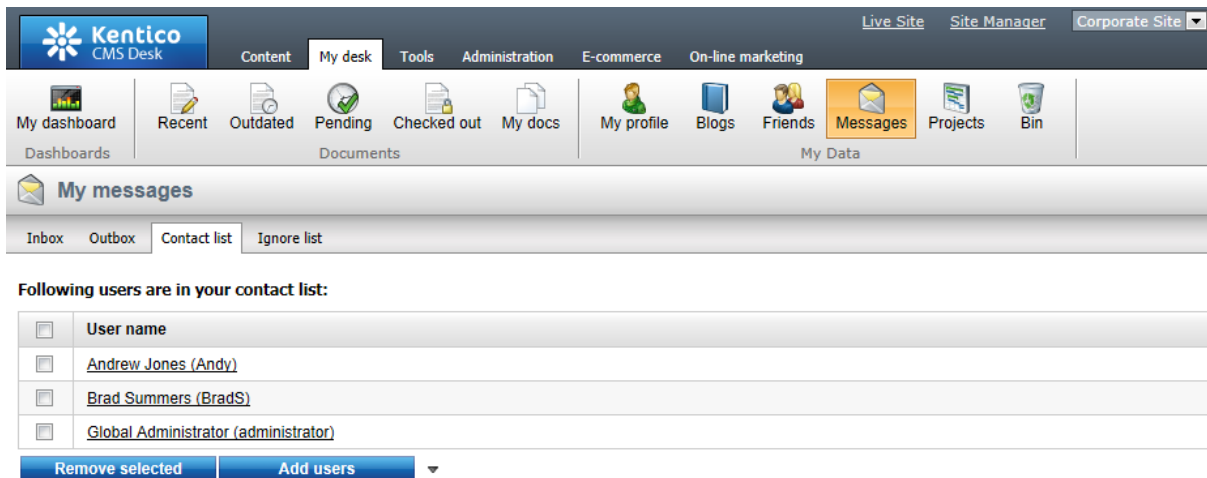 Live Site Site Manager Corporate Site
Kentico
CMS Desk
Content My desk Tools Administration E-commerce On-line marketing
My dashboard Recent Outdated Pending Checked out My docs My profile Blogs Friends Messages Projects Bin
Dashboards Documents My Data
My messages
Inbox Outbox Contact list Ignore list
Following users are in your contact list:
User name
Andrew Jones (Andy)
Brad Summers (BradS)
Global Administrator (administrator)
Remove selected Add users